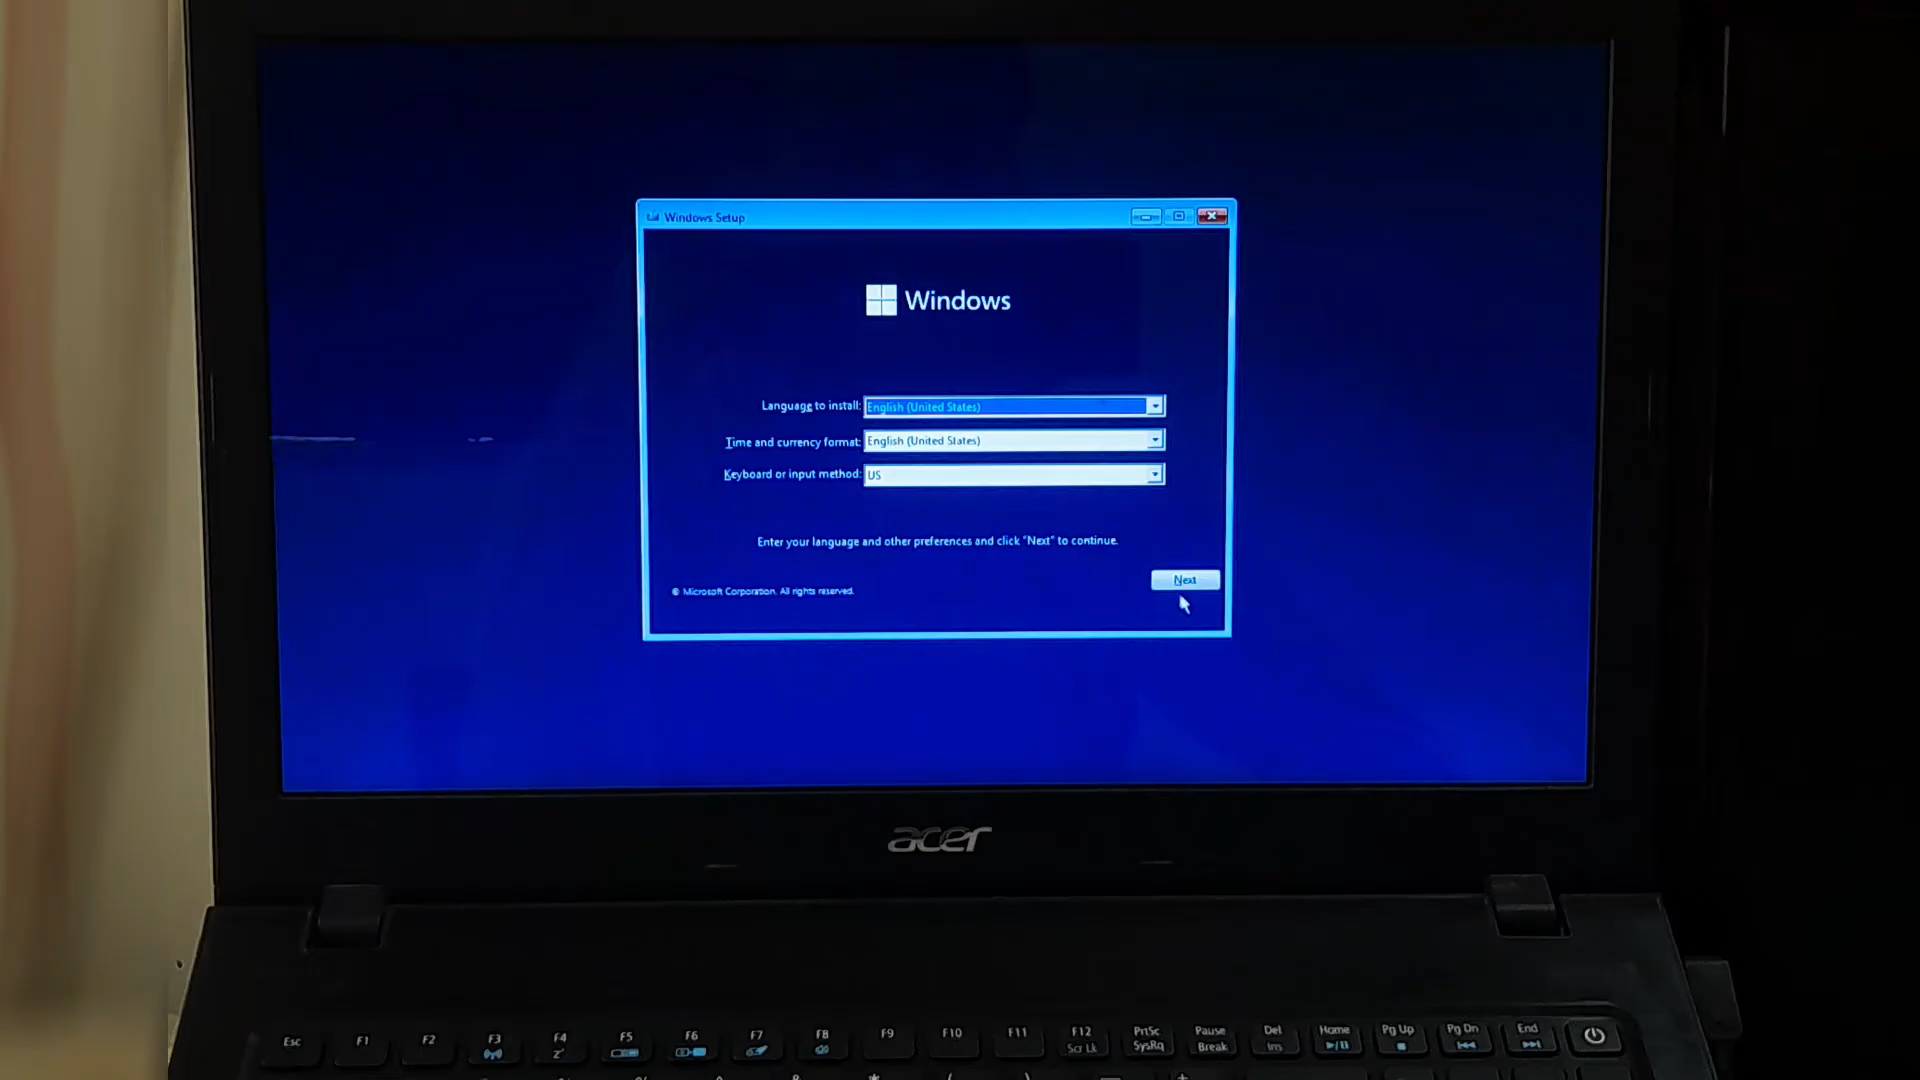 Windows Setup
Windows
Language to install: English (United States)
Time and currency format: English (United States)
Keyboard or input method: US
Enter your language and other preferences and click "Next" to continue.
Next
© Microsoft Corporation. All rights reserved.
acer
Esc F1 F2 F3 F4 F5 F6 F7 F8 F9 F10 F11 F12 PrtSc Pause Del Home Pg Up Pg Dn End
Scr Lk SysRq Break Ins